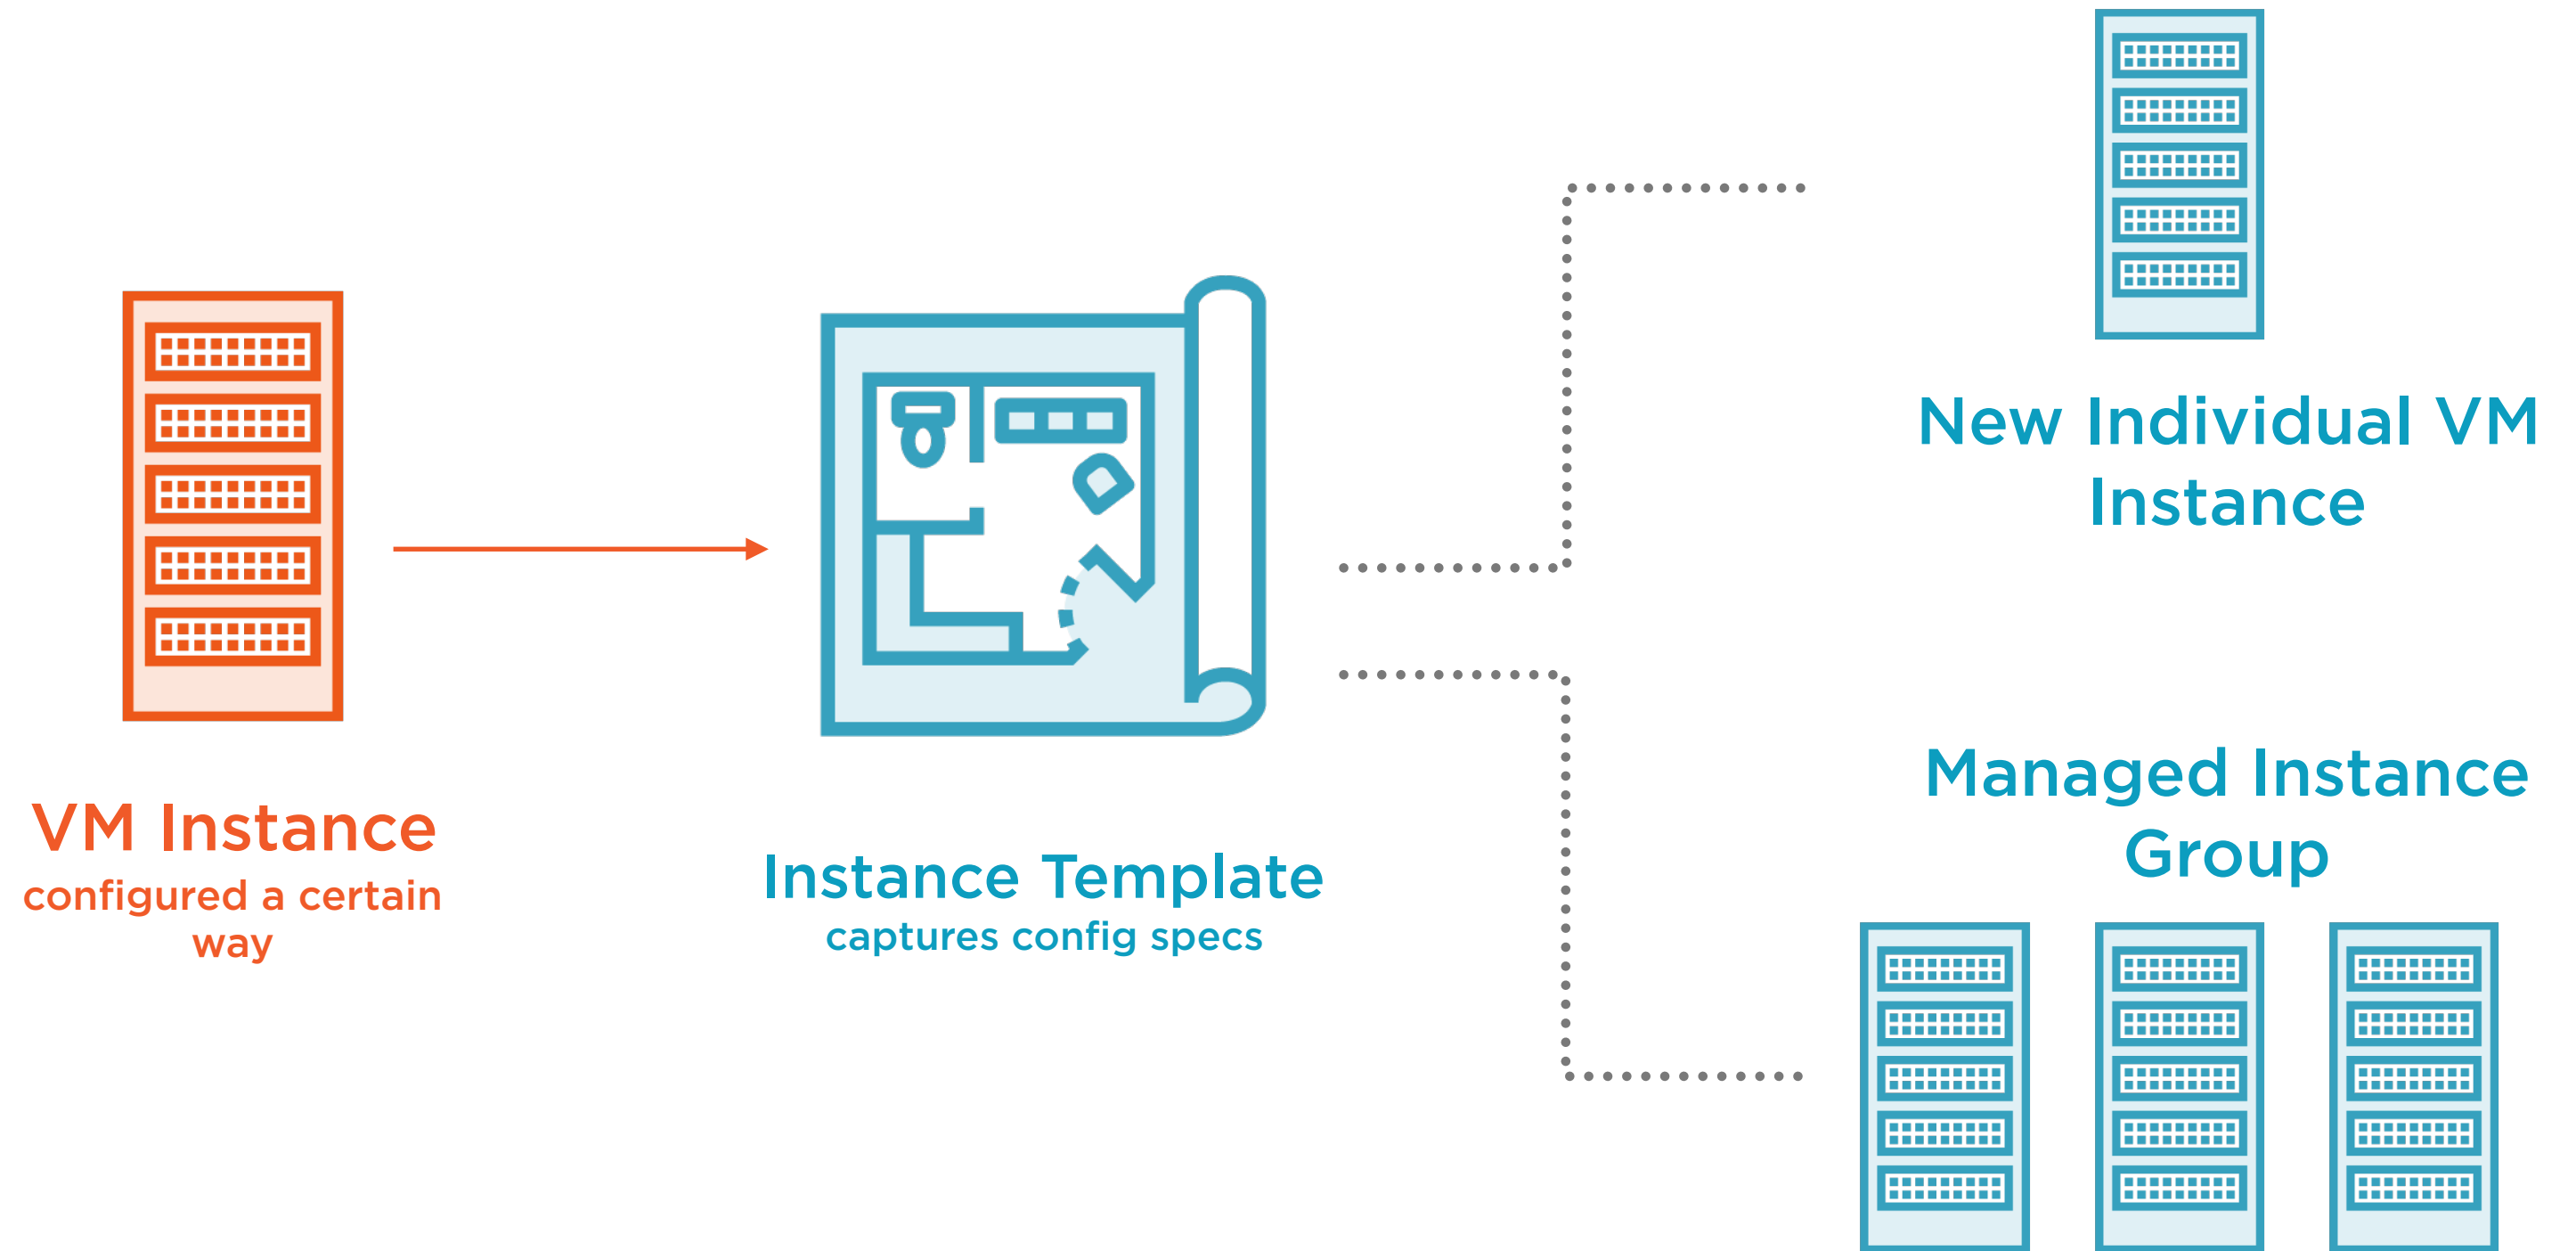 VM Instance
configured a certain
way
Instance Template
captures config specs
New Individual VM
Instance
Managed Instance
Group